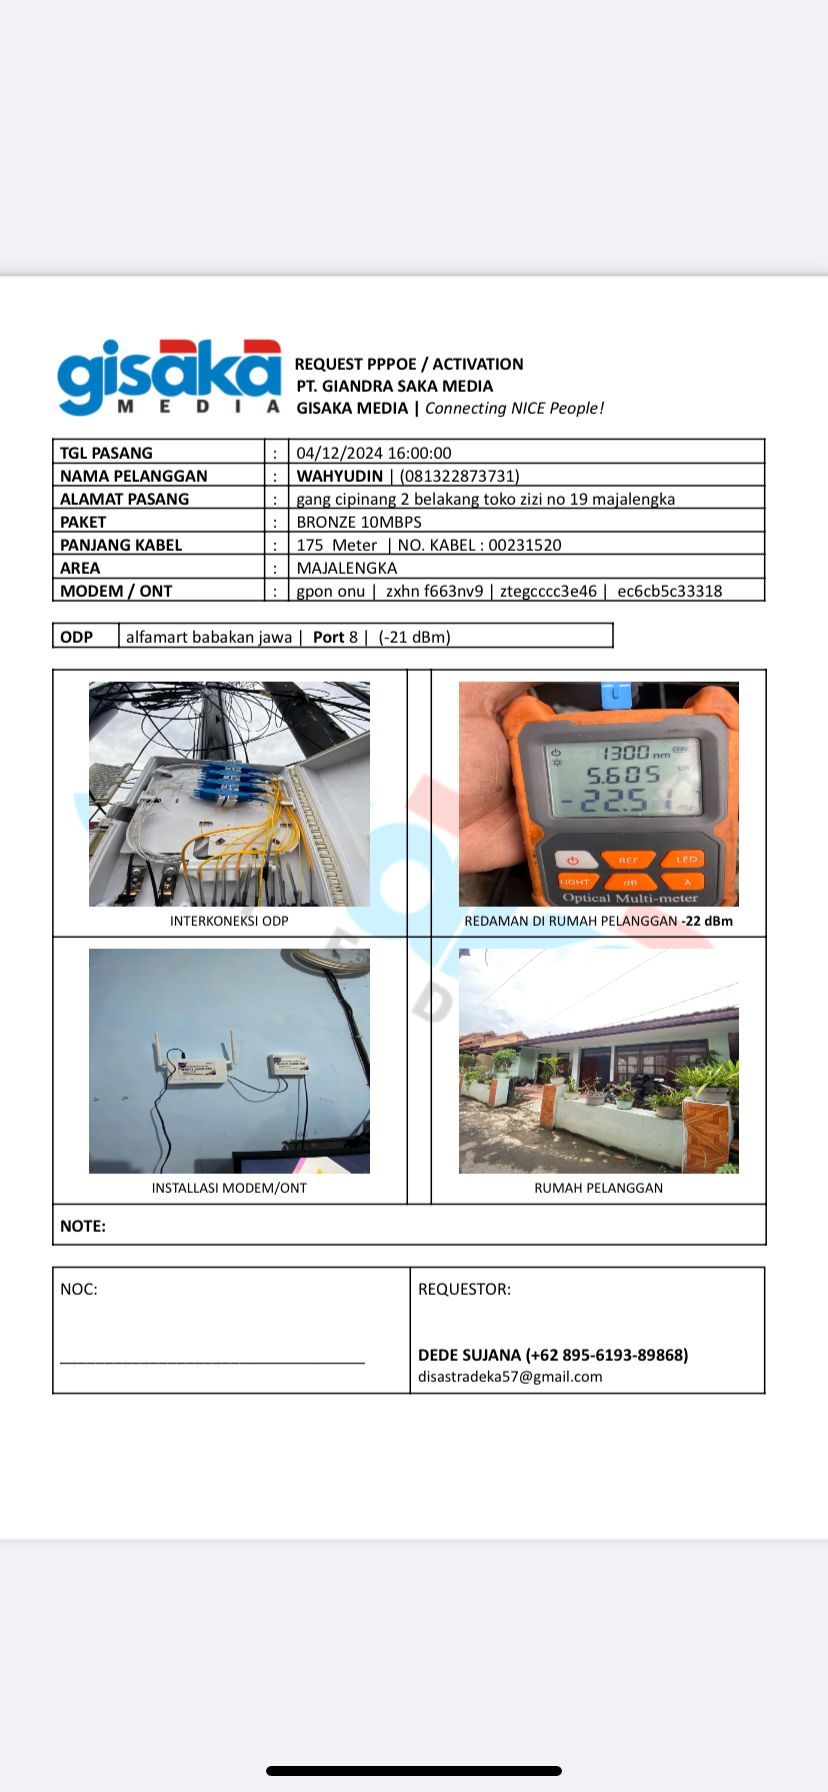 gisaka
MEDIA
REQUEST PPPOE / ACTIVATION
PT. GIANDRA SAKA MEDIA
GISAKA MEDIA | Connecting NICE People!
TGL PASANG : 04/12/2024 16:00:00
NAMA PELANGGAN : WAHYUDIN | (081322873731)
ALAMAT PASANG : gang cipinang 2 belakang toko zizi no 19 majalengka
PAKET : BRONZE 10MBPS
PANJANG KABEL : 175 Meter | NO. KABEL : 00231520
AREA : MAJALENGKA
MODEM / ONT : gpon onu | zxhn f663nv9 | ztegcccc3e46 | ec6cb5c33318
ODP alfamart babakan jawa | Port 8 | (-21 dBm)
1300 nm
5.605 uW
-22.51 dBm
REF LED
LIGHT dB λ
Optical Multi-meter
INTERKONEKSI ODP
REDAMAN DI RUMAH PELANGGAN -22 dBm
INSTALLASI MODEM/ONT
RUMAH PELANGGAN
NOTE:
NOC:
REQUESTOR:
DEDE SUJANA (+62 895-6193-89868)
disastradeka57@gmail.com